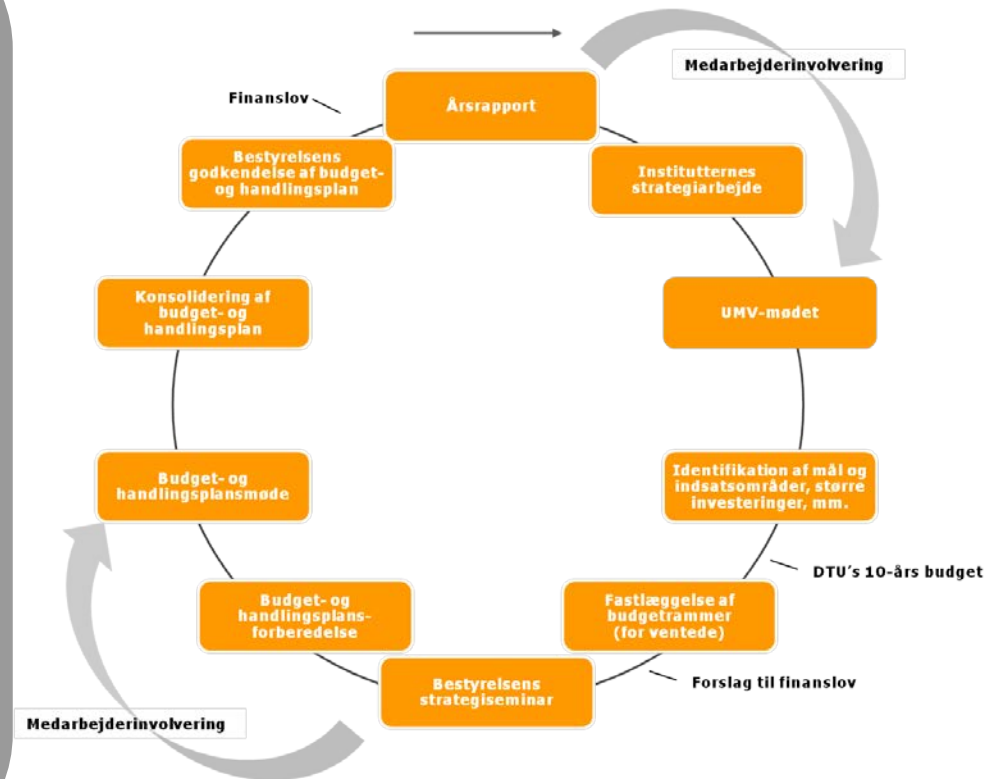 Medarbejderinvolvering
Finanslov
Årsrapport
Bestyrelsens
godkendelse af budget-
og handlingsplan
Institutternes
strategiarbejde
Konsolidering af
budget- og
handlingsplan
UMV-mødet
Budget- og
handlingsplansmøde
Identifikation af mål og
indsatsområder, større
investeringer, mm.
DTU's 10-års budget
Budget- og
handlingsplans-
forberedelse
Fastlæggelse af
budgetrammer
(for ventede)
Bestyrelsens
strategiseminar
Forslag til finanslov
Medarbejderinvolvering